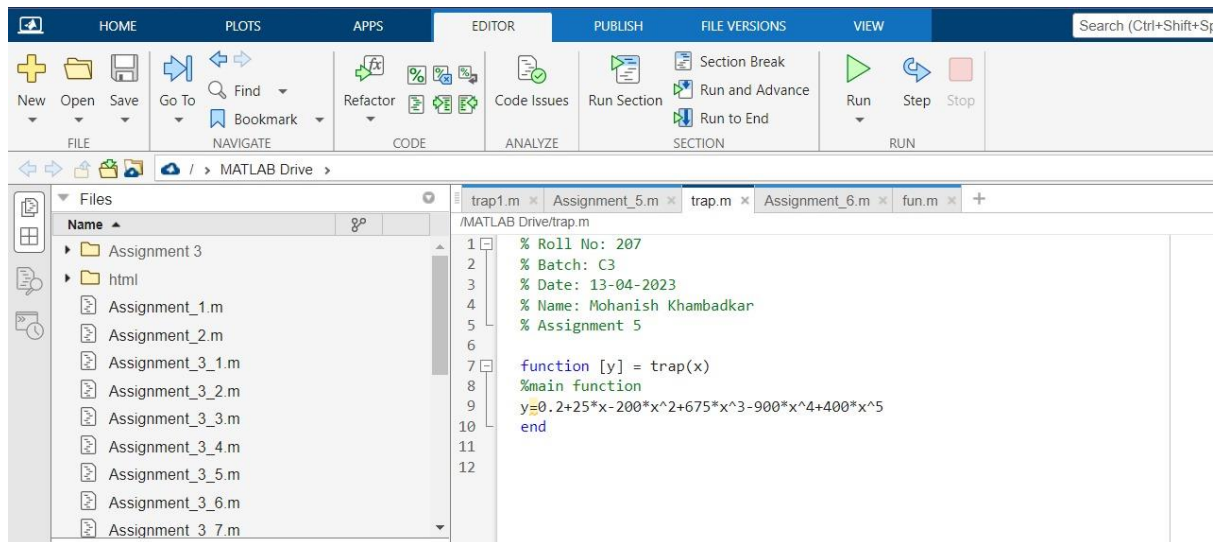 HOME PLOTS APPS EDITOR PUBLISH FILE VERSIONS VIEW Search (Ctrl+Shift+Sp
New Open Save Go To Find Bookmark Refactor Code Issues Run Section Section Break Run and Advance Run to End Run Step Stop
FILE NAVIGATE CODE ANALYZE SECTION RUN
/ > MATLAB Drive >
Files
Name
Assignment 3
html
Assignment_1.m
Assignment_2.m
Assignment_3_1.m
Assignment_3_2.m
Assignment_3_3.m
Assignment_3_4.m
Assignment_3_5.m
Assignment_3_6.m
Assignment_3_7.m
trap1.m × Assignment_5.m × trap.m × Assignment_6.m × fun.m × +
/MATLAB Drive/trap.m
1 % Roll No: 207
2 % Batch: C3
3 % Date: 13-04-2023
4 % Name: Mohanish Khambadkar
5 % Assignment 5
6
7 function [y] = trap(x)
8 %main function
9 y=0.2+25*x-200*x^2+675*x^3-900*x^4+400*x^5
10 end
11
12